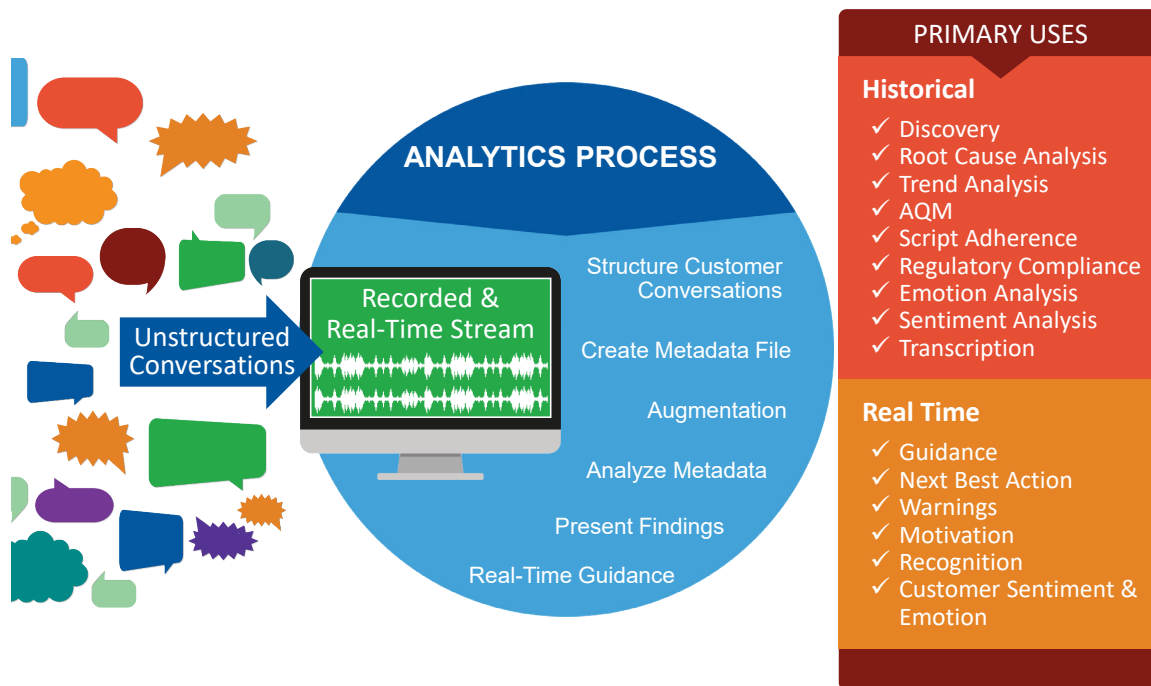 Unstructured
Conversations
Recorded &
Real-Time Stream
ANALYTICS PROCESS
Structure Customer
Conversations
Create Metadata File
Augmentation
Analyze Metadata
Present Findings
Real-Time Guidance
PRIMARY USES
Historical
✓ Discovery
✓ Root Cause Analysis
✓ Trend Analysis
✓ AQM
✓ Script Adherence
✓ Regulatory Compliance
✓ Emotion Analysis
✓ Sentiment Analysis
✓ Transcription
Real Time
✓ Guidance
✓ Next Best Action
✓ Warnings
✓ Motivation
✓ Recognition
✓ Customer Sentiment &
Emotion